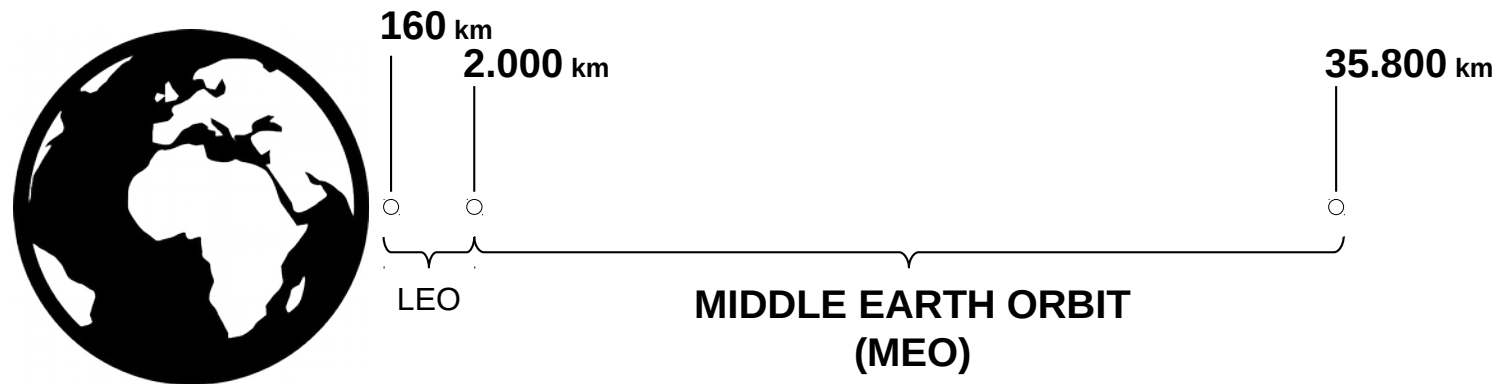 160 km
2.000 km
35.800 km
LEO
MIDDLE EARTH ORBIT
(MEO)